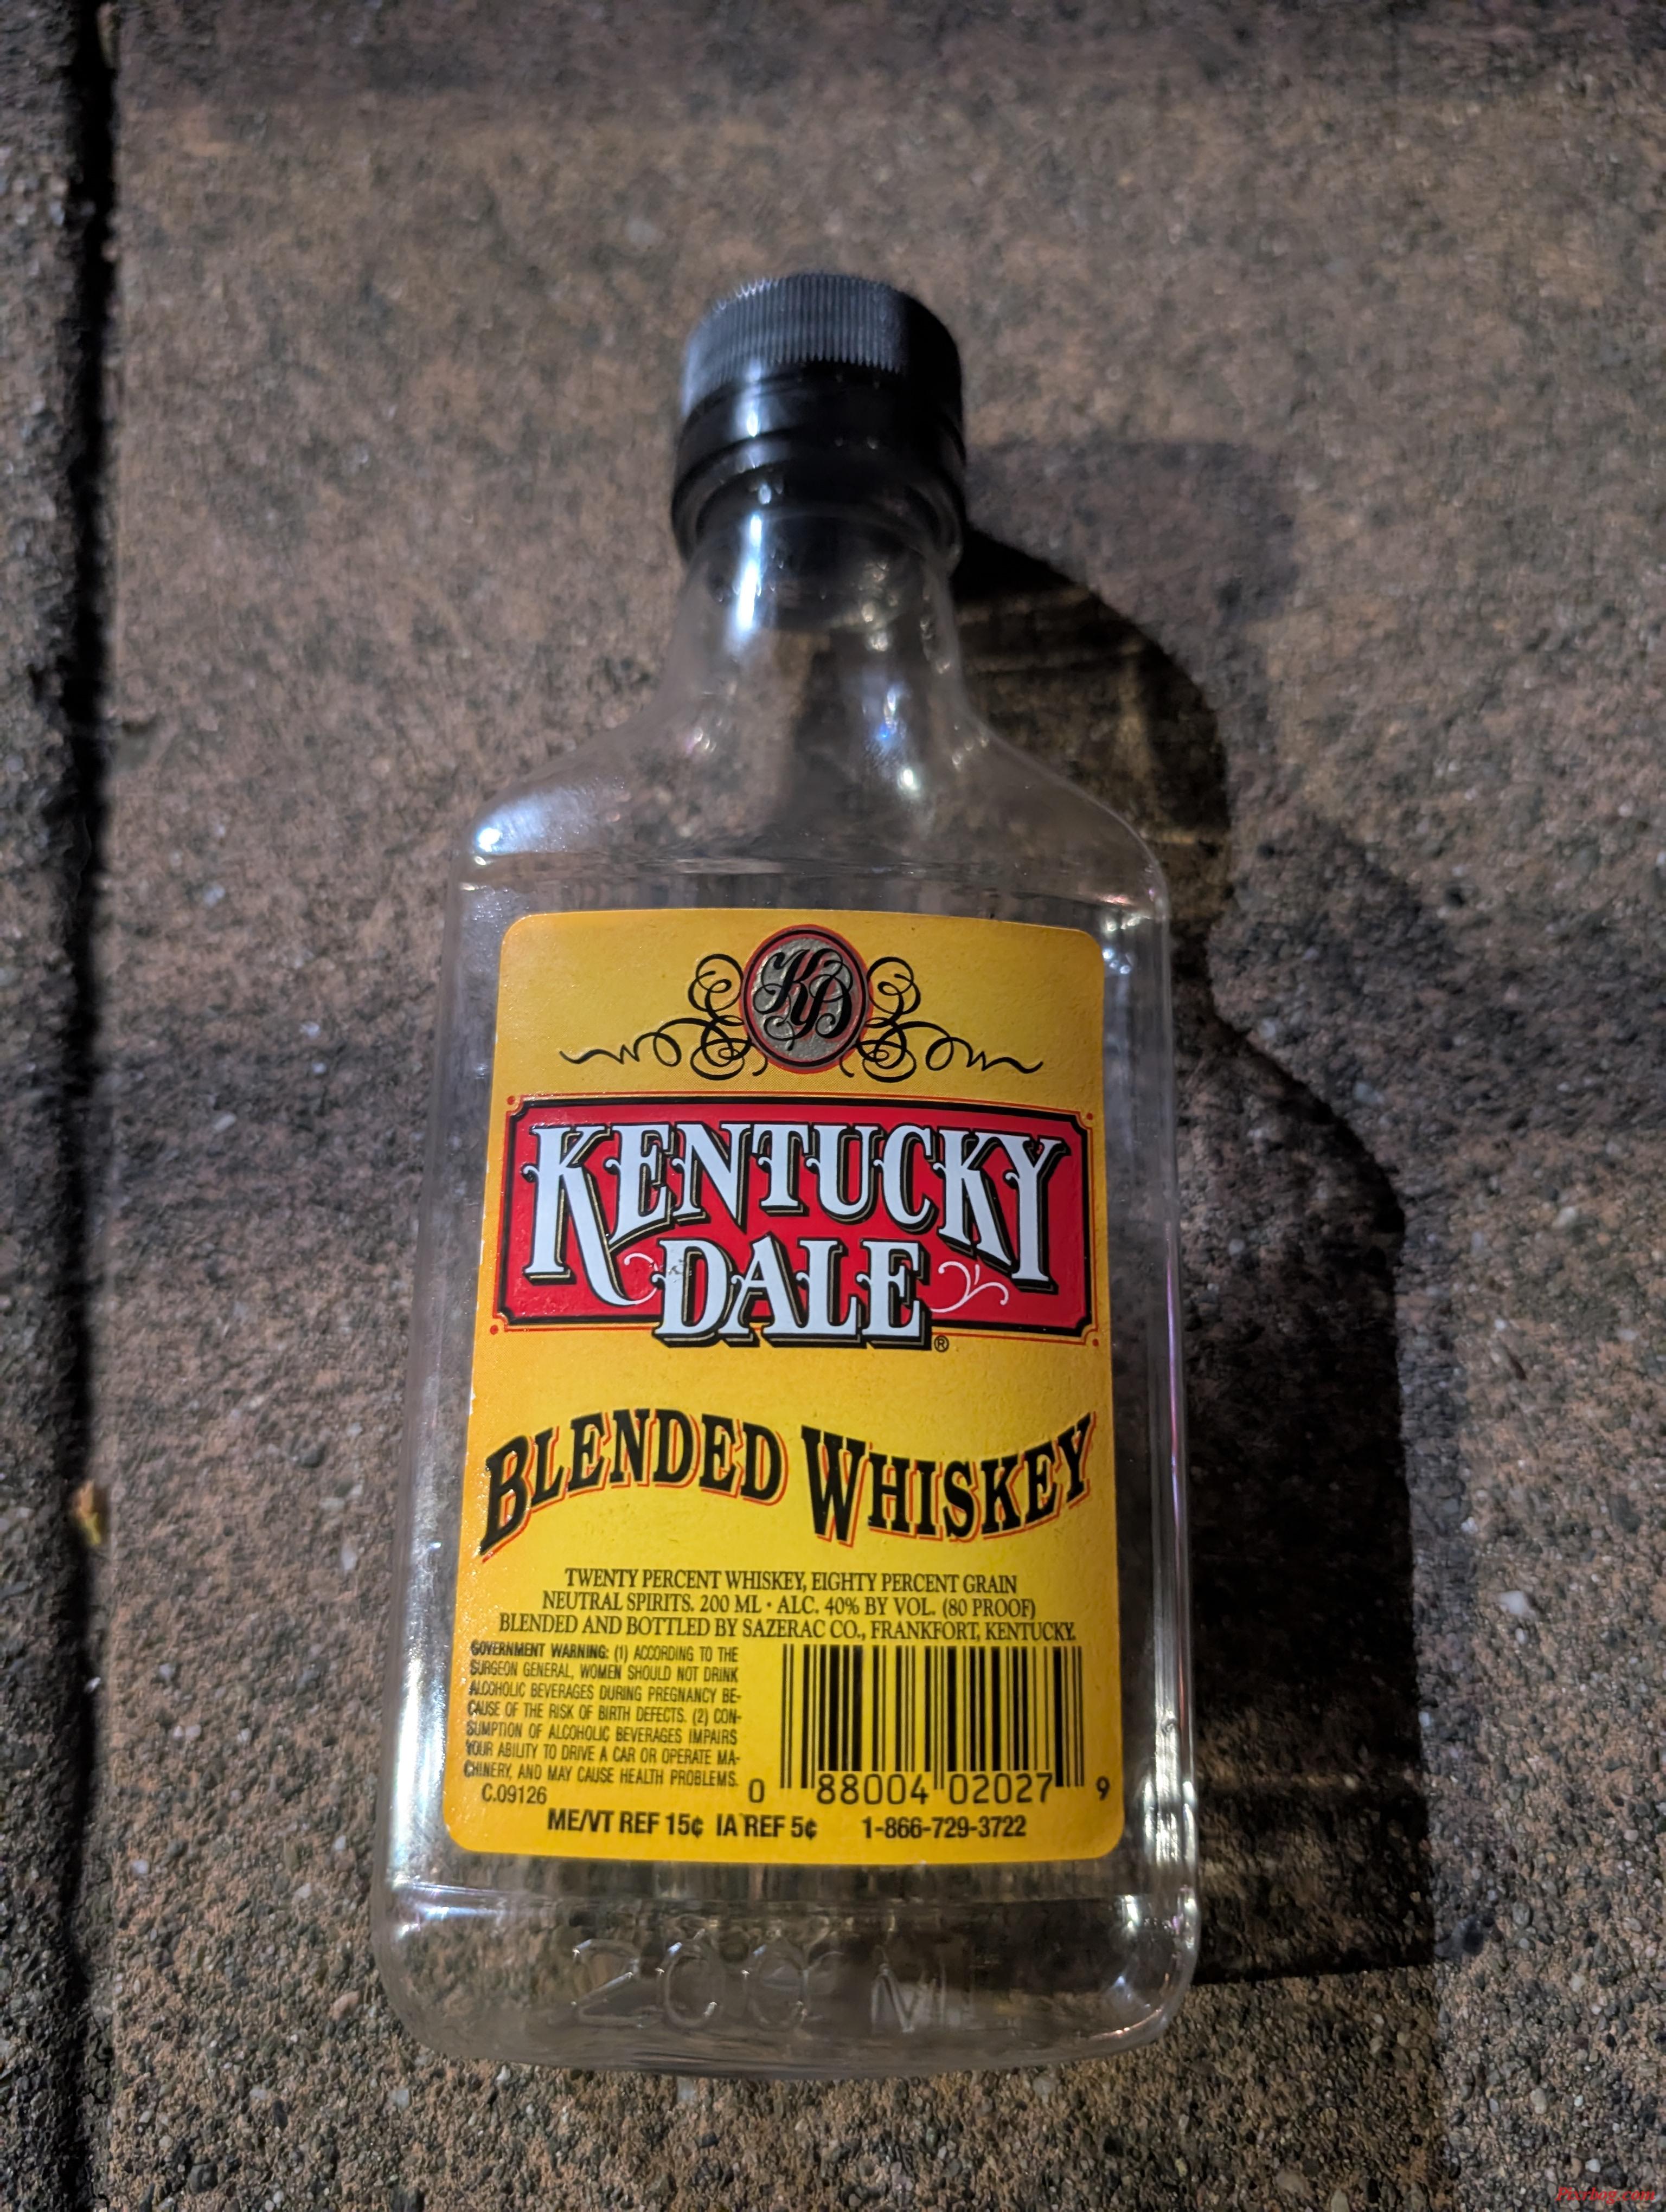 KD
KENTUCKY
DALE®
BLENDED WHISKEY
TWENTY PERCENT WHISKEY, EIGHTY PERCENT GRAIN
NEUTRAL SPIRITS. 200 ML • ALC. 40% BY VOL. (80 PROOF)
BLENDED AND BOTTLED BY SAZERAC CO., FRANKFORT, KENTUCKY.
GOVERNMENT WARNING: (1) ACCORDING TO THE
SURGEON GENERAL, WOMEN SHOULD NOT DRINK
ALCOHOLIC BEVERAGES DURING PREGNANCY BE-
CAUSE OF THE RISK OF BIRTH DEFECTS. (2) CON-
SUMPTION OF ALCOHOLIC BEVERAGES IMPAIRS
YOUR ABILITY TO DRIVE A CAR OR OPERATE MA-
CHINERY, AND MAY CAUSE HEALTH PROBLEMS.
C.09126
0 88004 02027 9
ME/VT REF 15¢ IA REF 5¢ 1-866-729-3722
200 ML
Pixrbag.com